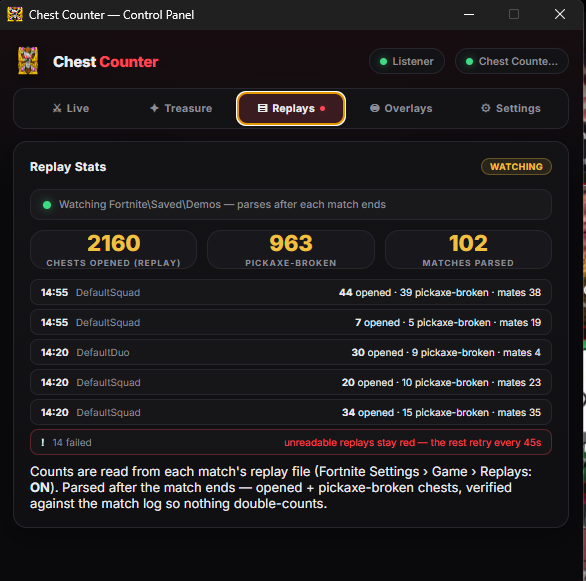 Chest Counter — Control Panel
Chest Counter
Listener
Chest Counte...
Live
Treasure
Replays
Overlays
Settings
Replay Stats
WATCHING
Watching Fortnite\Saved\Demos — parses after each match ends
2160
CHESTS OPENED (REPLAY)
963
PICKAXE-BROKEN
102
MATCHES PARSED
14:55 DefaultSquad 44 opened · 39 pickaxe-broken · mates 38
14:55 DefaultSquad 7 opened · 5 pickaxe-broken · mates 19
14:20 DefaultDuo 30 opened · 9 pickaxe-broken · mates 4
14:20 DefaultSquad 20 opened · 10 pickaxe-broken · mates 23
14:20 DefaultSquad 34 opened · 15 pickaxe-broken · mates 35
! 14 failed unreadable replays stay red — the rest retry every 45s
Counts are read from each match's replay file (Fortnite Settings › Game › Replays:
ON). Parsed after the match ends — opened + pickaxe-broken chests, verified
against the match log so nothing double-counts.